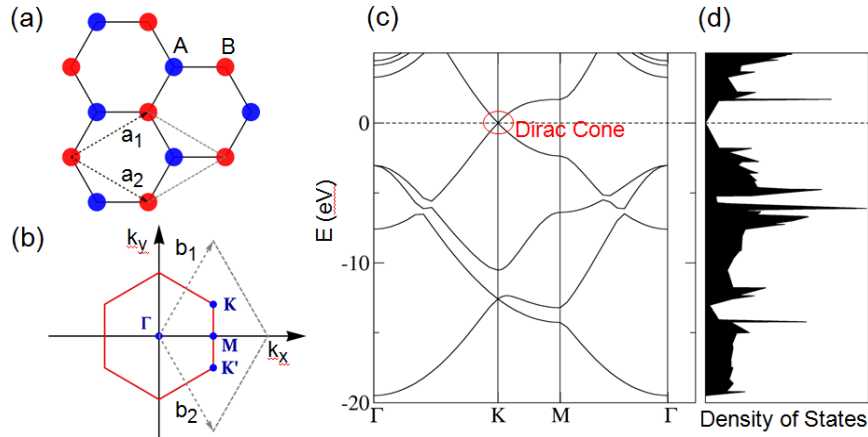 (a)
A
B
a1
a2
(b)
ky
b1
K
Γ
M
kx
K'
b2
(c)
E (eV)
0
-10
-20
Dirac Cone
Γ
K
M
Γ
(d)
Density of States